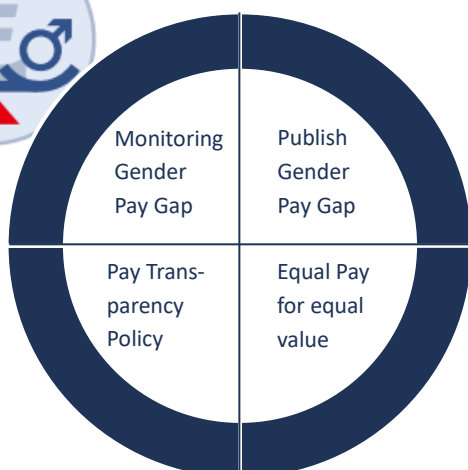 Monitoring
Gender
Pay Gap
Publish
Gender
Pay Gap
Pay Trans-
parency
Policy
Equal Pay
for equal
value